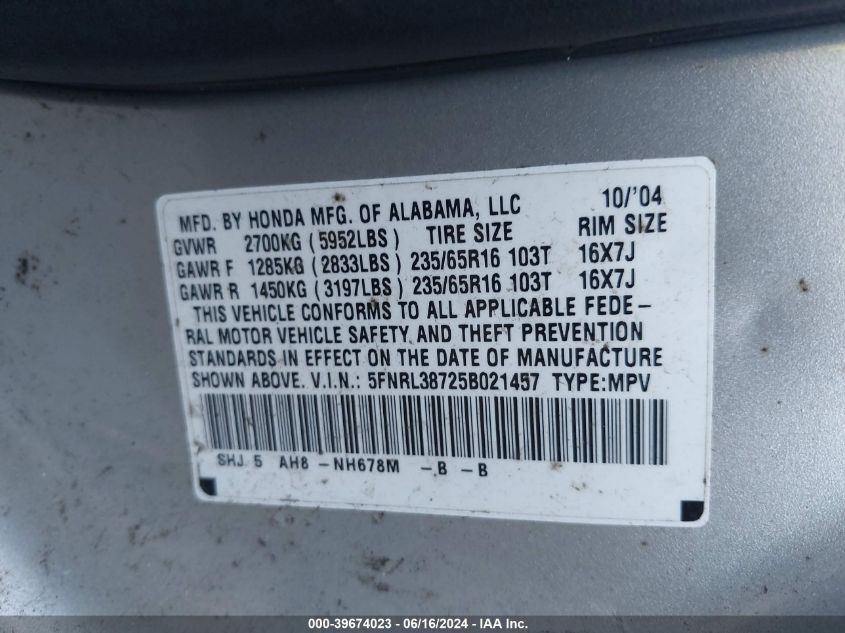 MFD. BY HONDA MFG. OF ALABAMA, LLC 10/'04
GVWR 2700KG (5952LBS) TIRE SIZE RIM SIZE
GAWR F 1285KG (2833LBS) 235/65R16 103T 16X7J
GAWR R 1450KG (3197LBS) 235/65R16 103T 16X7J
THIS VEHICLE CONFORMS TO ALL APPLICABLE FEDE-
RAL MOTOR VEHICLE SAFETY AND THEFT PREVENTION
STANDARDS IN EFFECT ON THE DATE OF MANUFACTURE
SHOWN ABOVE. V.I.N.: 5FNRL38725B021457 TYPE:MPV
SHJ 5 AH8 - NH678M - B - B
000-39674023 / 06/16/2024 - IAA Inc.